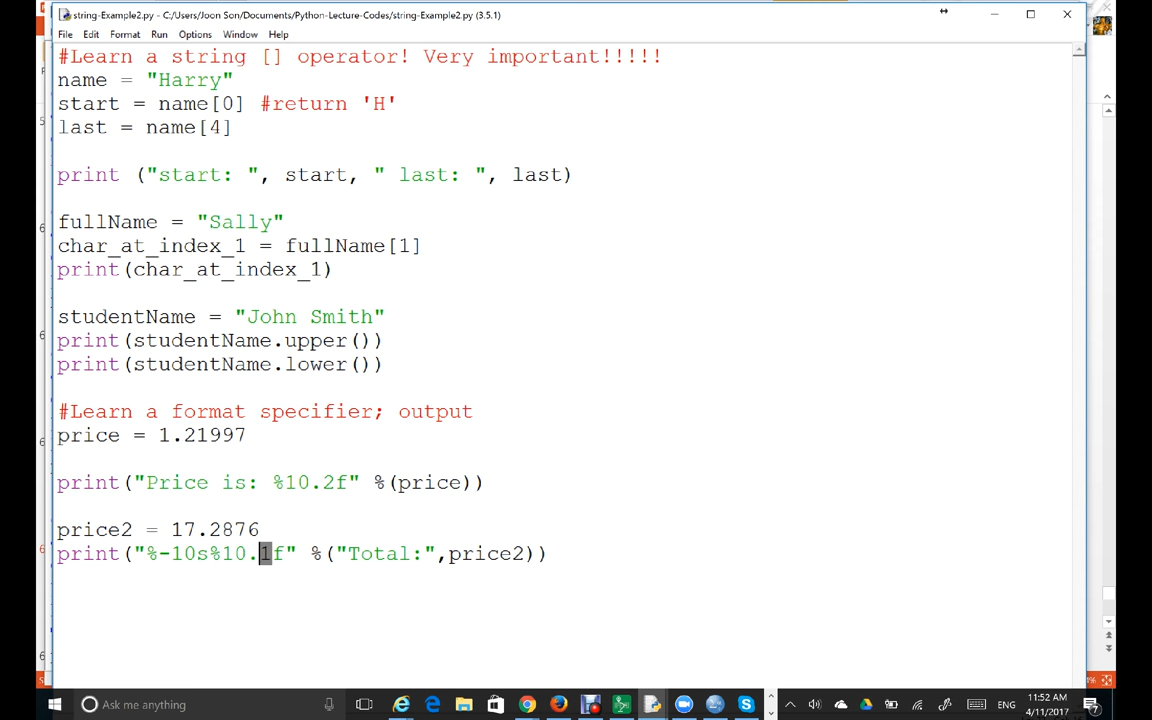 string-Example2.py - C:/Users/Joon Son/Documents/Python-Lecture-Codes/string-Example2.py (3.5.1)
File Edit Format Run Options Window Help
#Learn a string [] operator! Very important!!!!!
name = "Harry"
start = name[0] #return 'H'
last = name[4]
print ("start: ", start, " last: ", last)
fullName = "Sally"
char_at_index_1 = fullName[1]
print(char_at_index_1)
studentName = "John Smith"
print(studentName.upper())
print(studentName.lower())
#Learn a format specifier; output
price = 1.21997
print("Price is: %10.2f" %(price))
price2 = 17.2876
print("%-10s%10.1f" %("Total:",price2))
Ask me anything
ENG
11:52 AM
4/11/2017